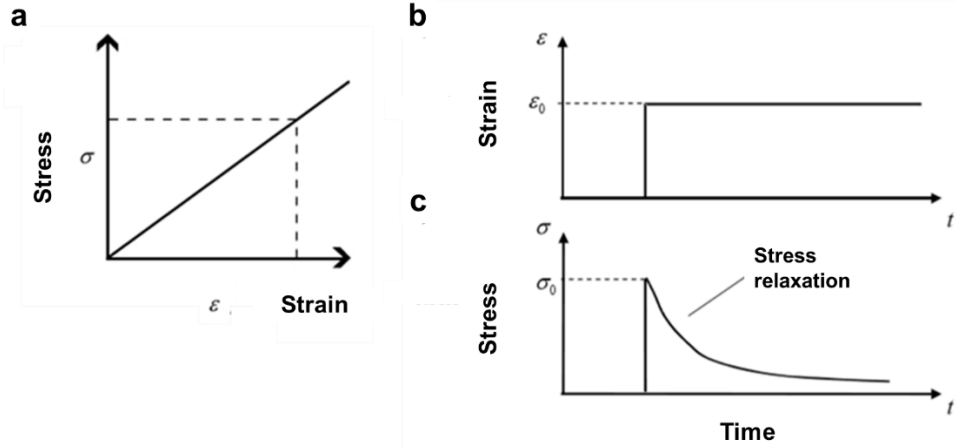 a
Stress
σ
ε
Strain
b
ε
Strain
ε0
t
c
σ
Stress
σ0
Stress
relaxation
t
Time